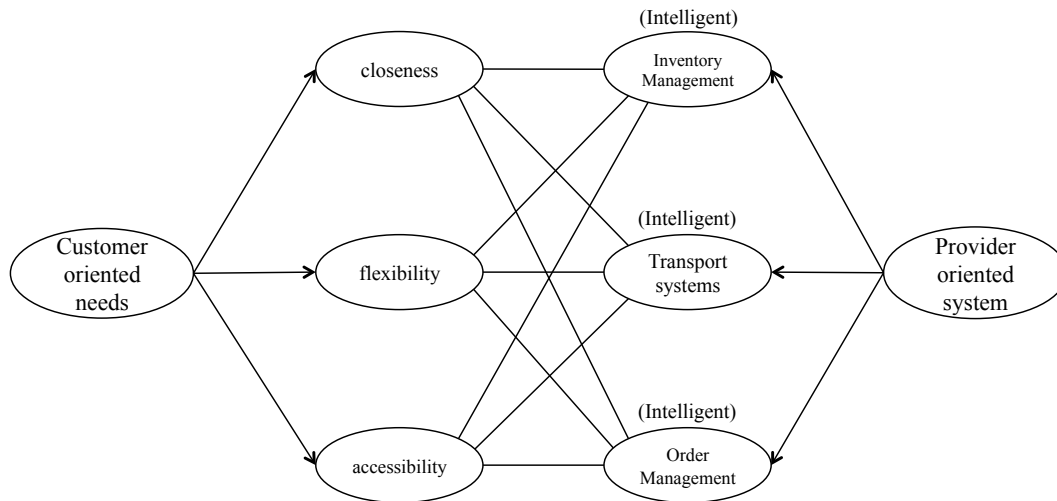 (Intelligent)
closeness
Inventory
Management
Customer
oriented
needs
flexibility
(Intelligent)
Transport
systems
Provider
oriented
system
accessibility
(Intelligent)
Order
Management